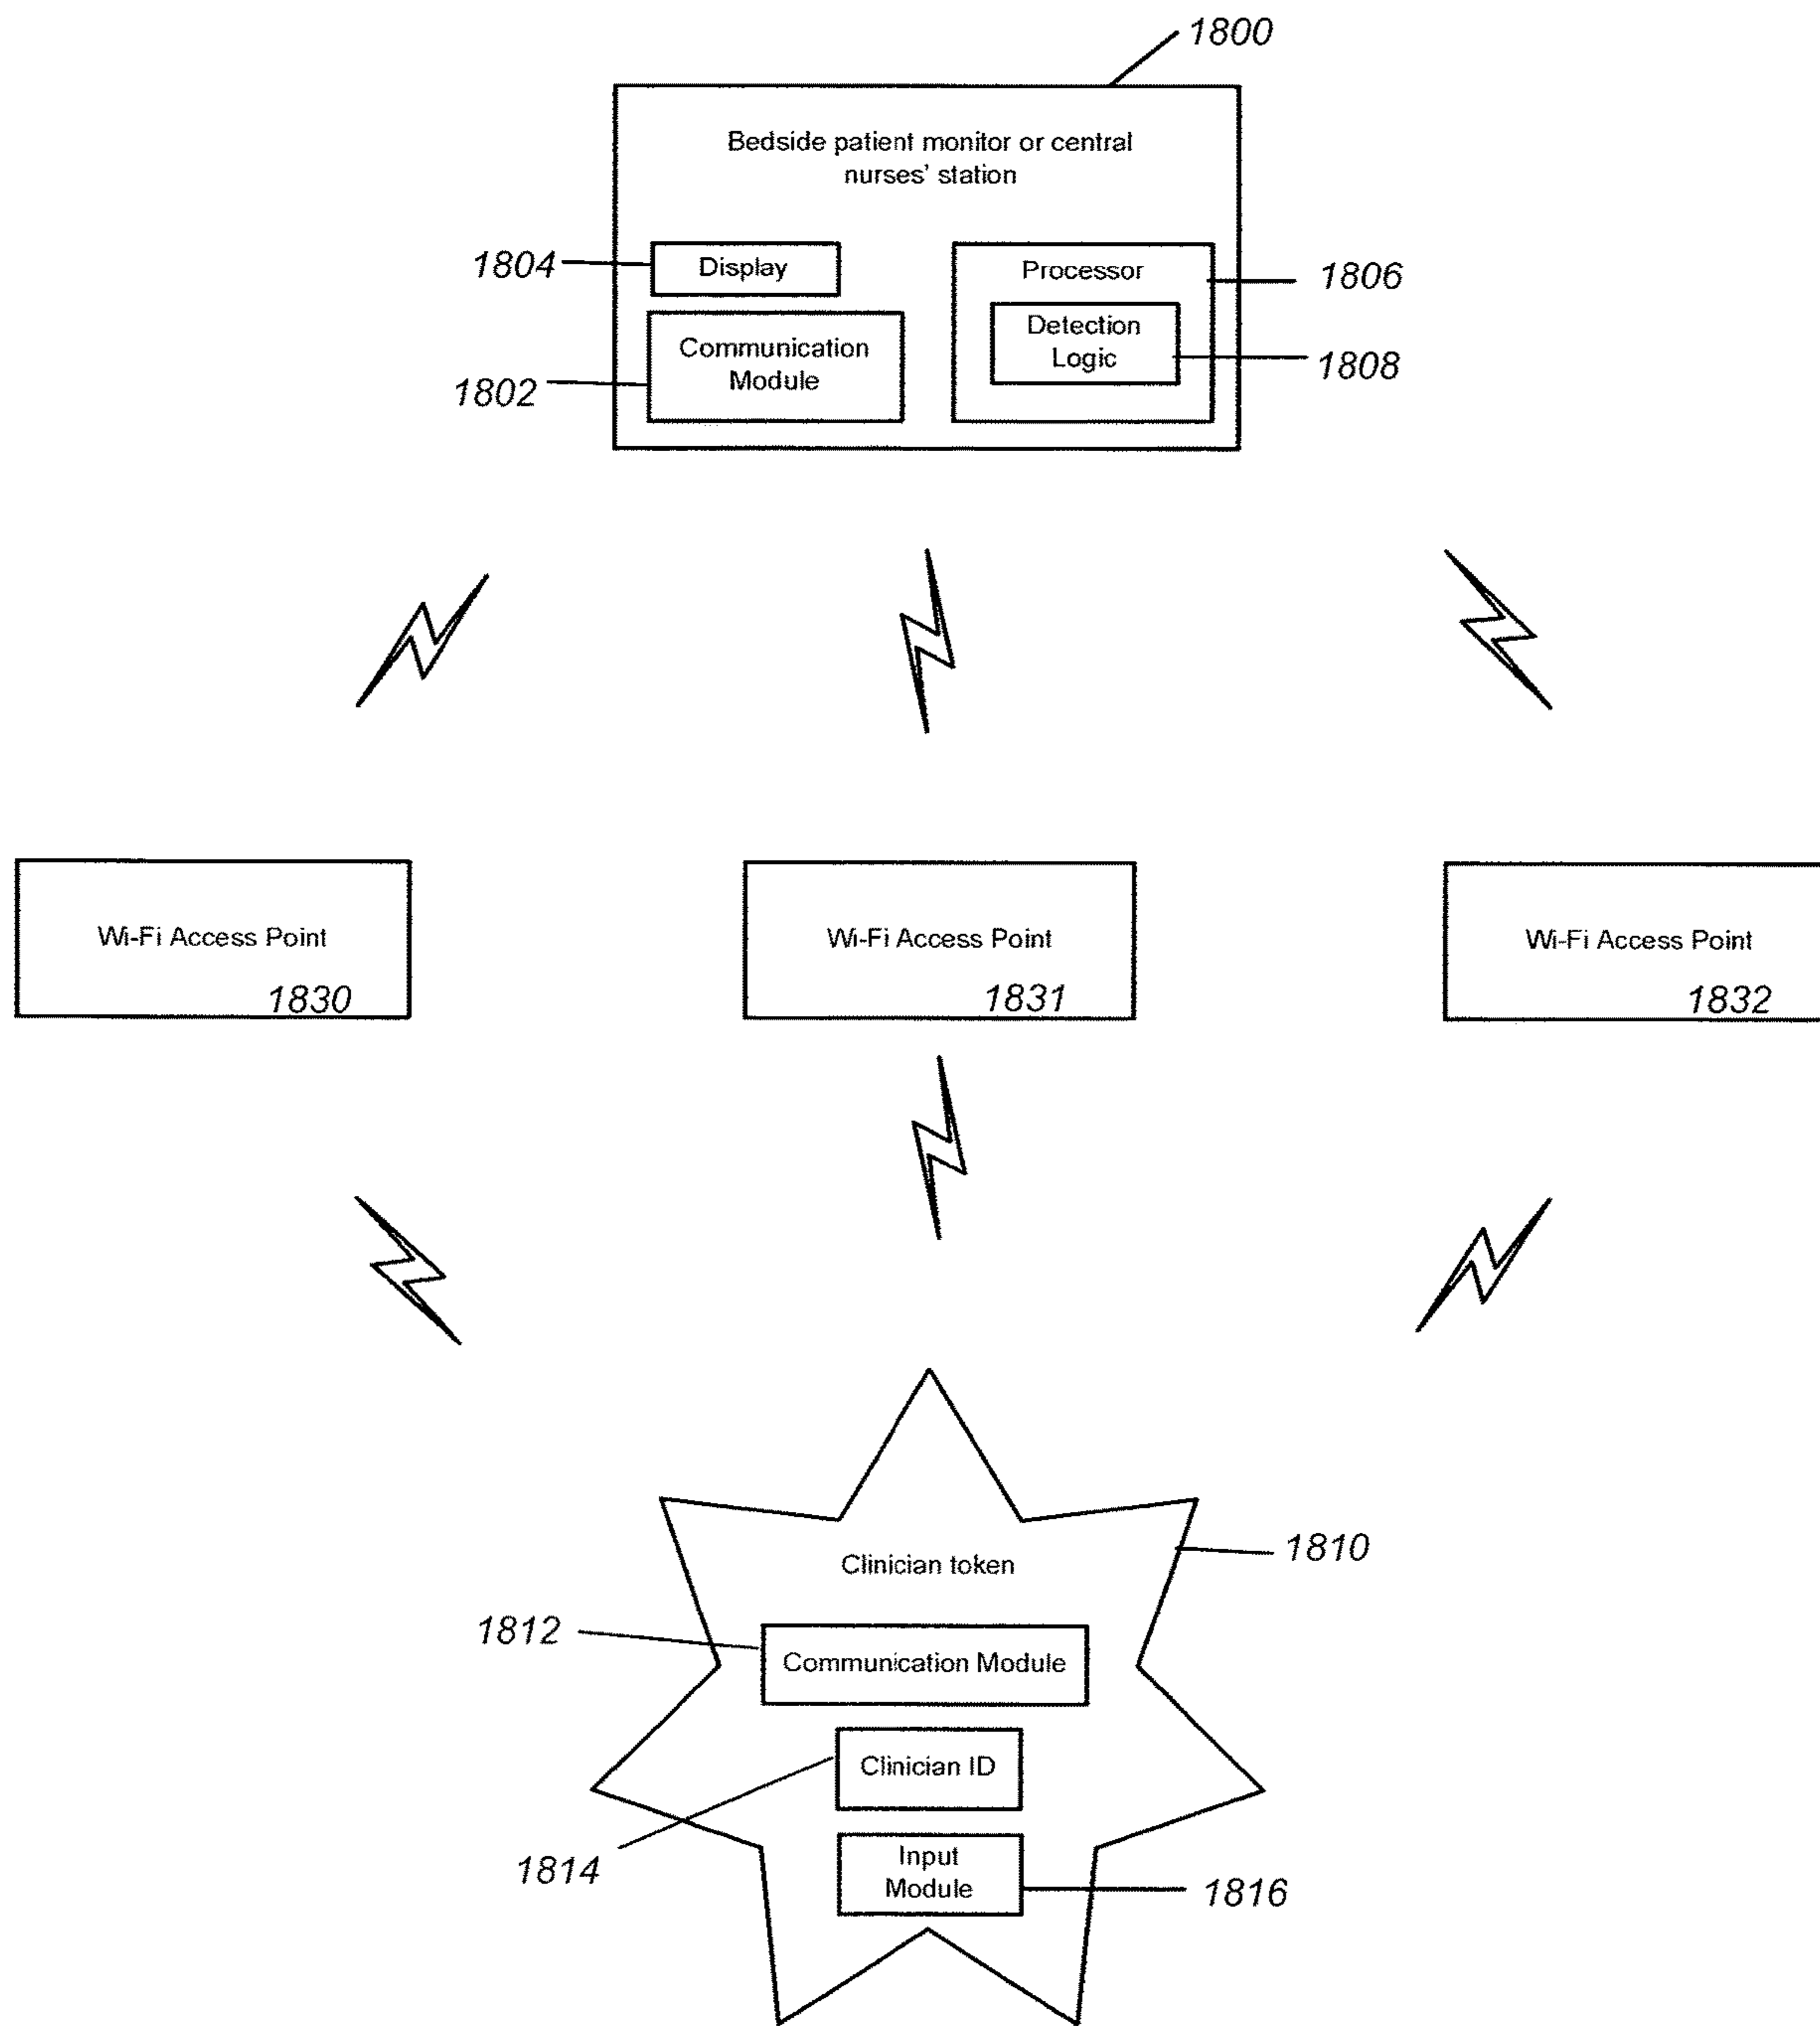 1800
Bedside patient monitor or central
nurses' station
1804
Display
Processor
1806
Communication
Module
1802
Detection
Logic
1808
Wi-Fi Access Point
1830
Wi-Fi Access Point
1831
Wi-Fi Access Point
1832
Clinician token
1810
1812
Communication Module
Clinician ID
1814
Input
Module
1816